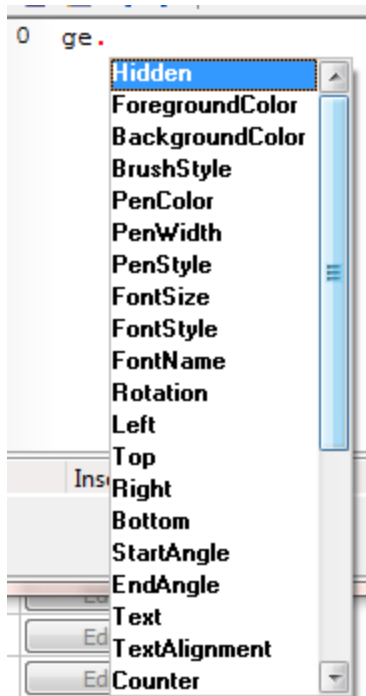 0 ge.
Hidden
ForegroundColor
BackgroundColor
BrushStyle
PenColor
PenWidth
PenStyle
FontSize
FontStyle
FontName
Rotation
Left
Top
Right
Bottom
StartAngle
EndAngle
Text
TextAlignment
Counter